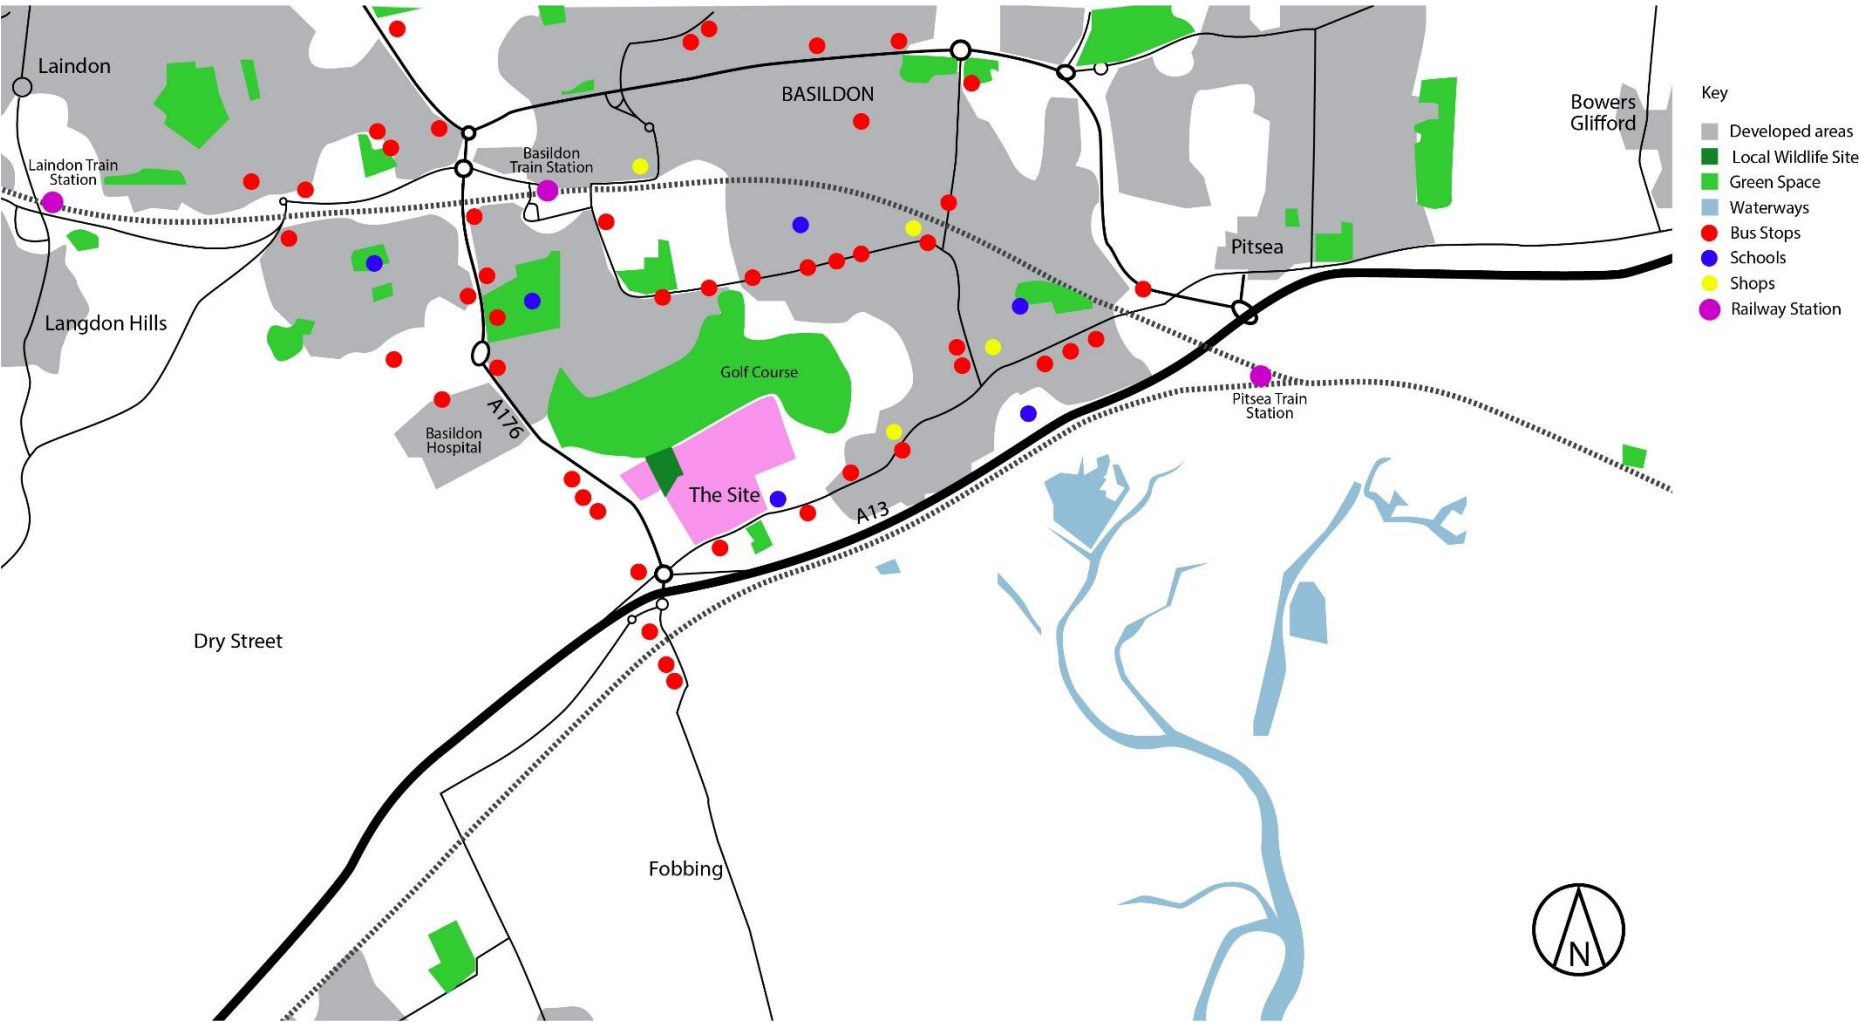 Laindon
BASILDON
Bowers
Glifford
Laindon Train
Station
Basildon
Train Station
Pitsea
Langdon Hills
Golf Course
A176
Basildon
Hospital
Pitsea Train
Station
The Site
A13
Dry Street
Fobbing
Key
Developed areas
Local Wildlife Site
Green Space
Waterways
Bus Stops
Schools
Shops
Railway Station
N